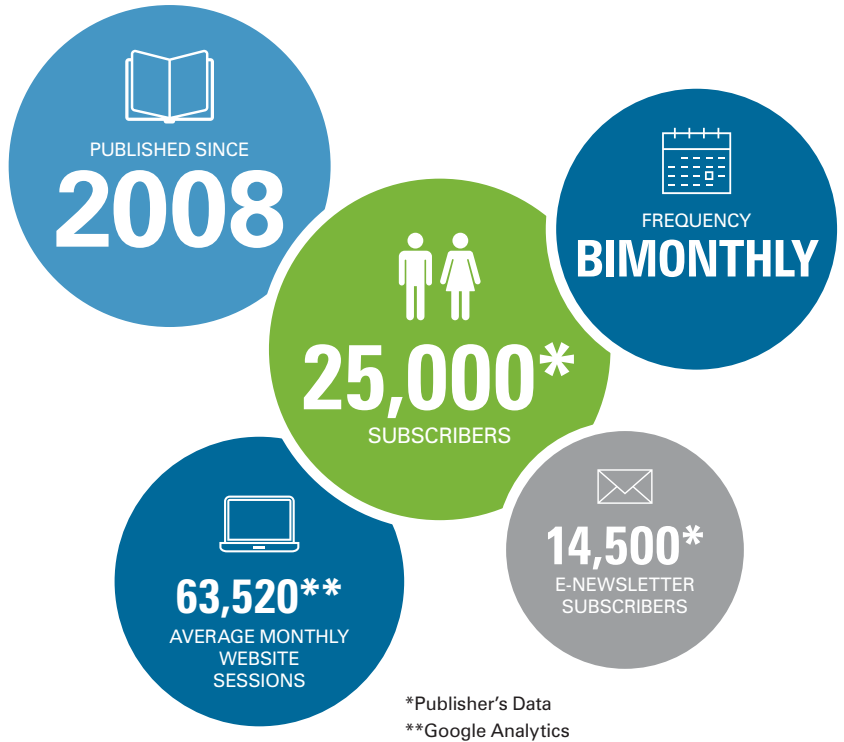 PUBLISHED SINCE
2008
FREQUENCY
BIMONTHLY
25,000*
SUBSCRIBERS
63,520**
AVERAGE MONTHLY
WEBSITE
SESSIONS
14,500*
E-NEWSLETTER
SUBSCRIBERS
*Publisher's Data
**Google Analytics